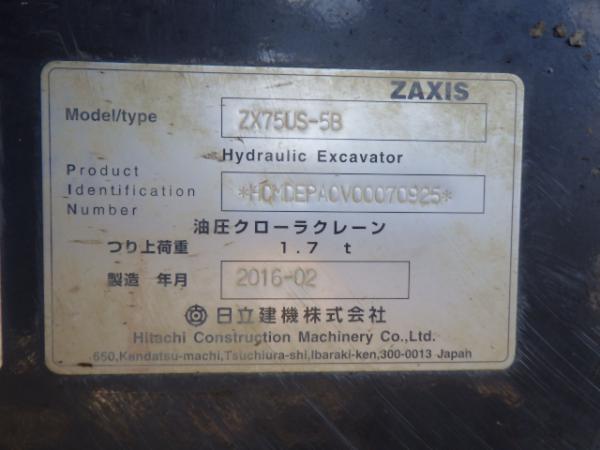 ZAXIS
Model/type ZX75US-5B
Hydraulic Excavator
Product
Identification *HCMDEPA0V00070925*
Number
油圧クローラクレーン
つり上荷重 1.7 t
製造 年月 2016-02
日立建機株式会社
Hitachi Construction Machinery Co.,Ltd.
650,Kandatsu-machi,Tsuchiura-shi,Ibaraki-ken,300-0013 Japan